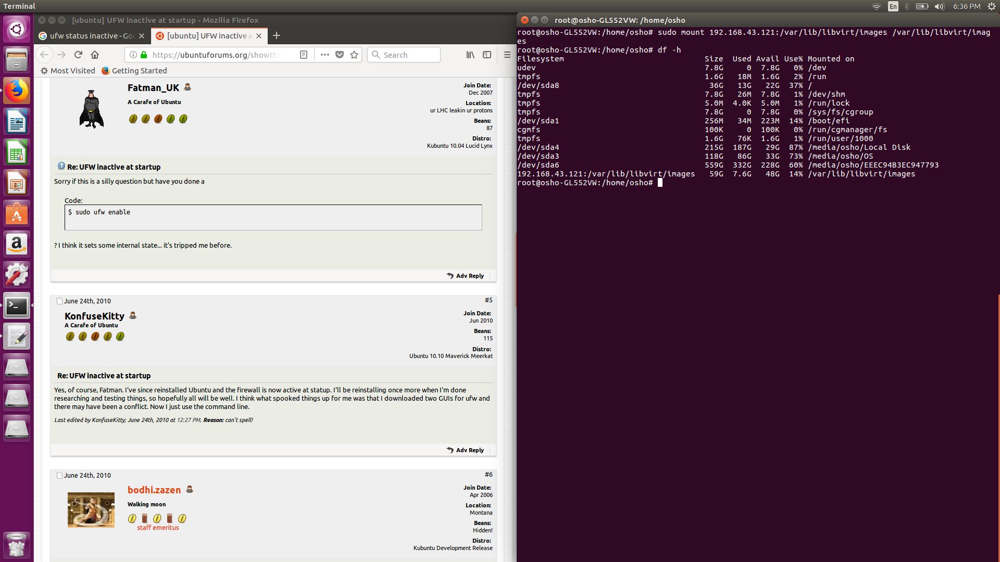 Terminal
En
6:36 PM
[ubuntu] UFW inactive at startup - Mozilla Firefox
ufw status inactive - Goo
[ubuntu] UFW inactive a
https://ubuntuforums.org/showthr
Search
Most Visited
Getting Started
Fatman_UK
A Carafe of Ubuntu
Join Date:
Dec 2007
Location:
ur LHC leakin ur protons
Beans:
87
Distro:
Kubuntu 10.04 Lucid Lynx
Re: UFW inactive at startup
Sorry if this is a silly question but have you done a
Code:
$ sudo ufw enable
? I think it sets some internal state... it's tripped me before.
Adv Reply
June 24th, 2010
#5
KonfuseKitty
A Carafe of Ubuntu
Join Date:
Jun 2010
Beans:
115
Distro:
Ubuntu 10.10 Maverick Meerkat
Re: UFW inactive at startup
Yes, of course, Fatman. I've since reinstalled Ubuntu and the firewall is now active at statup. I'll be reinstalling once more when I'm done
researching and testing things, so hopefully all will be well. I think what spooked things up for me was that I downloaded two GUIs for ufw and
there may have been a conflict. Now I just use the command line.
Last edited by KonfuseKitty; June 24th, 2010 at 12:27 PM. Reason: can't spell!
Adv Reply
June 24th, 2010
#6
bodhi.zazen
Walking moon
staff emeritus
Join Date:
Apr 2006
Location:
Montana
Beans:
Hidden!
Distro:
Kubuntu Development Release
root@osho-GL552VW: /home/osho
root@osho-GL552VW:/home/osho# sudo mount 192.168.43.121:/var/lib/libvirt/images /var/lib/libvirt/imag
es
root@osho-GL552VW:/home/osho# df -h
Filesystem Size Used Avail Use% Mounted on
udev 7.8G 0 7.8G 0% /dev
tmpfs 1.6G 18M 1.6G 2% /run
/dev/sda8 36G 13G 22G 37% /
tmpfs 7.8G 26M 7.8G 1% /dev/shm
tmpfs 5.0M 4.0K 5.0M 1% /run/lock
tmpfs 7.8G 0 7.8G 0% /sys/fs/cgroup
/dev/sda1 256M 34M 223M 14% /boot/efi
cgmfs 100K 0 100K 0% /run/cgmanager/fs
tmpfs 1.6G 76K 1.6G 1% /run/user/1000
/dev/sda4 215G 187G 29G 87% /media/osho/Local Disk
/dev/sda3 118G 86G 33G 73% /media/osho/OS
/dev/sda6 559G 332G 228G 60% /media/osho/EEEC94B3EC947793
192.168.43.121:/var/lib/libvirt/images 59G 7.6G 48G 14% /var/lib/libvirt/images
root@osho-GL552VW:/home/osho#